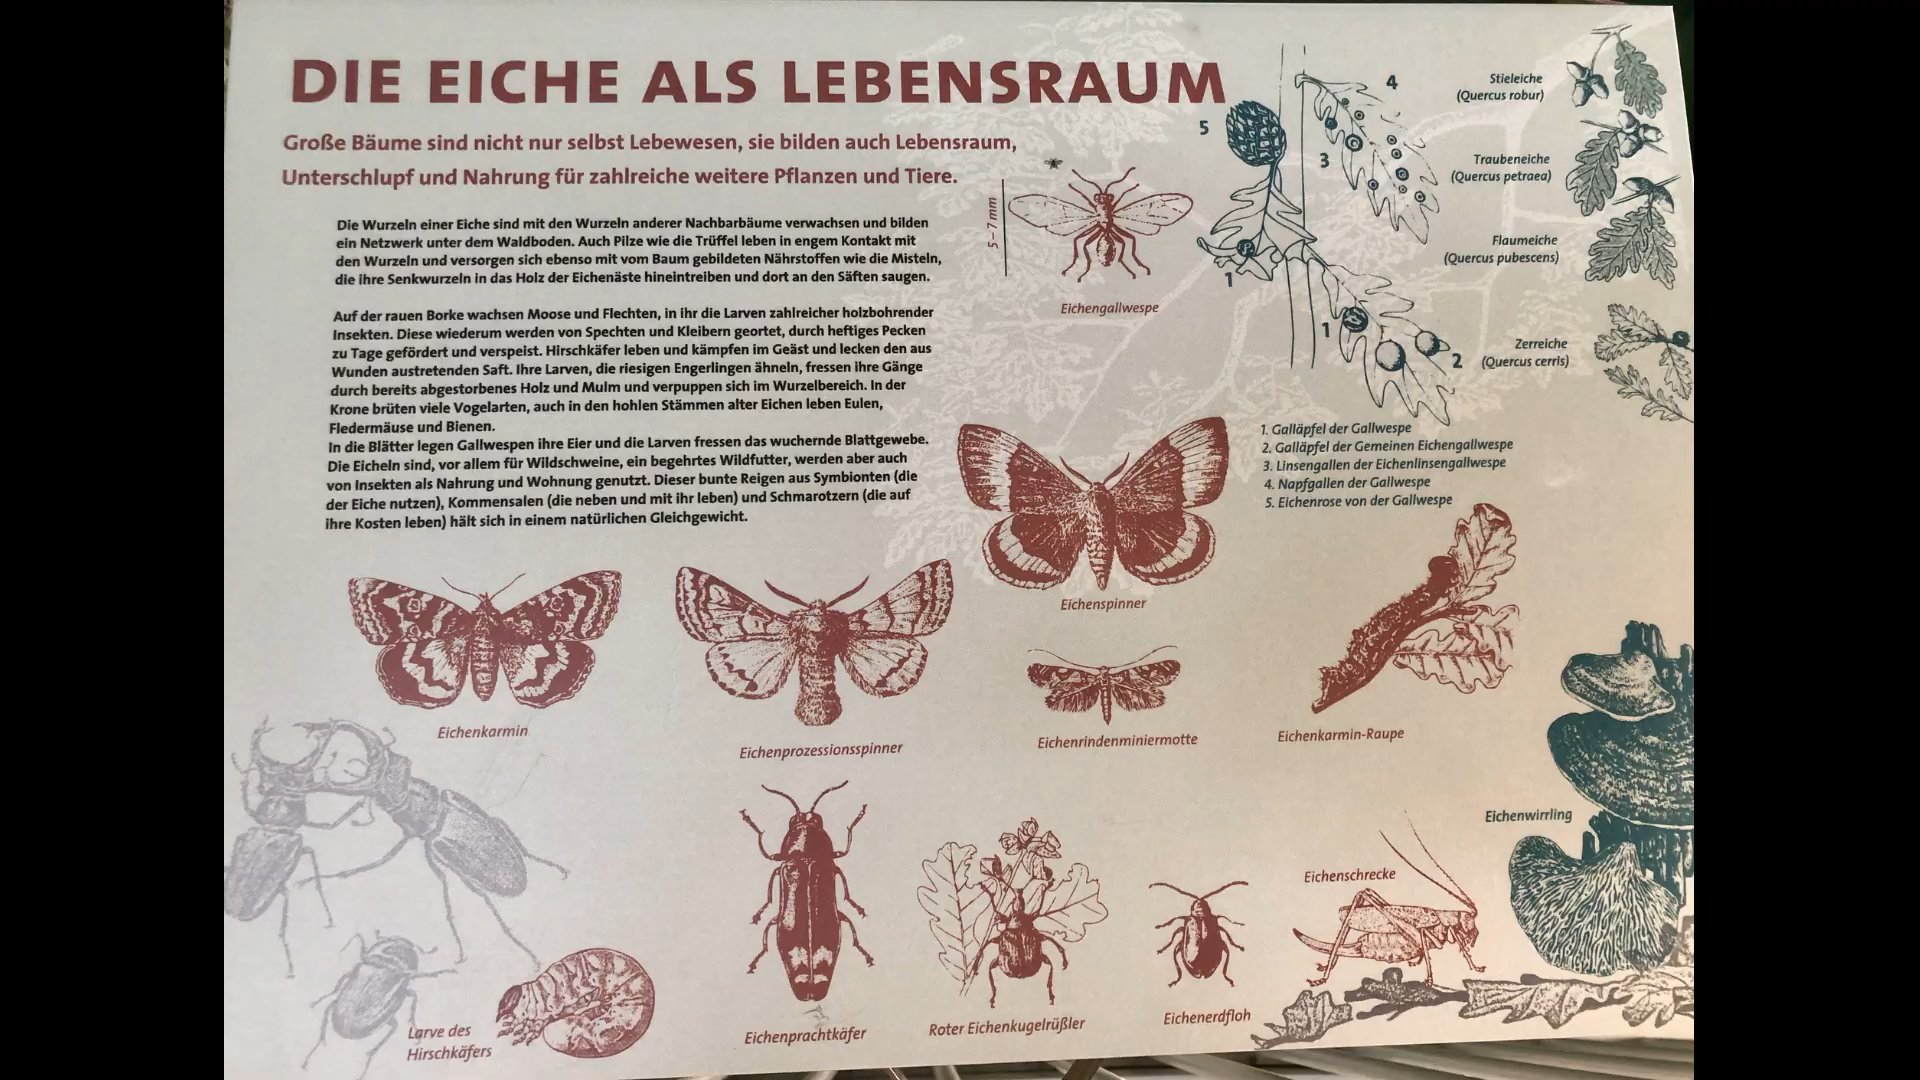 DIE EICHE ALS LEBENSRAUM
Große Bäume sind nicht nur selbst Lebewesen, sie bilden auch Lebensraum,
Unterschlupf und Nahrung für zahlreiche weitere Pflanzen und Tiere.
Die Wurzeln einer Eiche sind mit den Wurzeln anderer Nachbarbäume verwachsen und bilden
ein Netzwerk unter dem Waldboden. Auch Pilze wie die Trüffel leben in engem Kontakt mit
den Wurzeln und versorgen sich ebenso mit vom Baum gebildeten Nährstoffen wie die Misteln,
die ihre Senkwurzeln in das Holz der Eichenäste hineintreiben und dort an den Säften saugen.
Auf der rauen Borke wachsen Moose und Flechten, in ihr die Larven zahlreicher holzbohrender
Insekten. Diese wiederum werden von Spechten und Kleibern geortet, durch heftiges Pecken
zu Tage gefördert und verspeist. Hirschkäfer leben und kämpfen im Geäst und lecken den aus
Wunden austretenden Saft. Ihre Larven, die riesigen Engerlingen ähneln, fressen ihre Gänge
durch bereits abgestorbenes Holz und Mulm und verpuppen sich im Wurzelbereich. In der
Krone brüten viele Vogelarten, auch in den hohlen Stämmen alter Eichen leben Eulen,
Fledermäuse und Bienen.
In die Blätter legen Gallwespen ihre Eier und die Larven fressen das wuchernde Blattgewebe.
Die Eicheln sind, vor allem für Wildschweine, ein begehrtes Wildfutter, werden aber auch
von Insekten als Nahrung und Wohnung genutzt. Dieser bunte Reigen aus Symbionten (die
der Eiche nutzen), Kommensalen (die neben und mit ihr leben) und Schmarotzern (die auf
ihre Kosten leben) hält sich in einem natürlichen Gleichgewicht.
5–7 mm
Eichengallwespe
5
4
3
1
1
2
Stieleiche
(Quercus robur)
Traubeneiche
(Quercus petraea)
Flaumeiche
(Quercus pubescens)
Zerreiche
(Quercus cerris)
1. Galläpfel der Gallwespe
2. Galläpfel der Gemeinen Eichengallwespe
3. Linsengallen der Eichenlinsengallwespe
4. Napfgallen der Gallwespe
5. Eichenrose von der Gallwespe
Eichenspinner
Eichenkarmin
Eichenprozessionsspinner
Eichenrindenminiermotte
Eichenkarmin-Raupe
Eichenwirrling
Eichenschrecke
Larve des
Hirschkäfers
Eichenprachtkäfer
Roter Eichenkugelrüßler
Eichenerdfloh